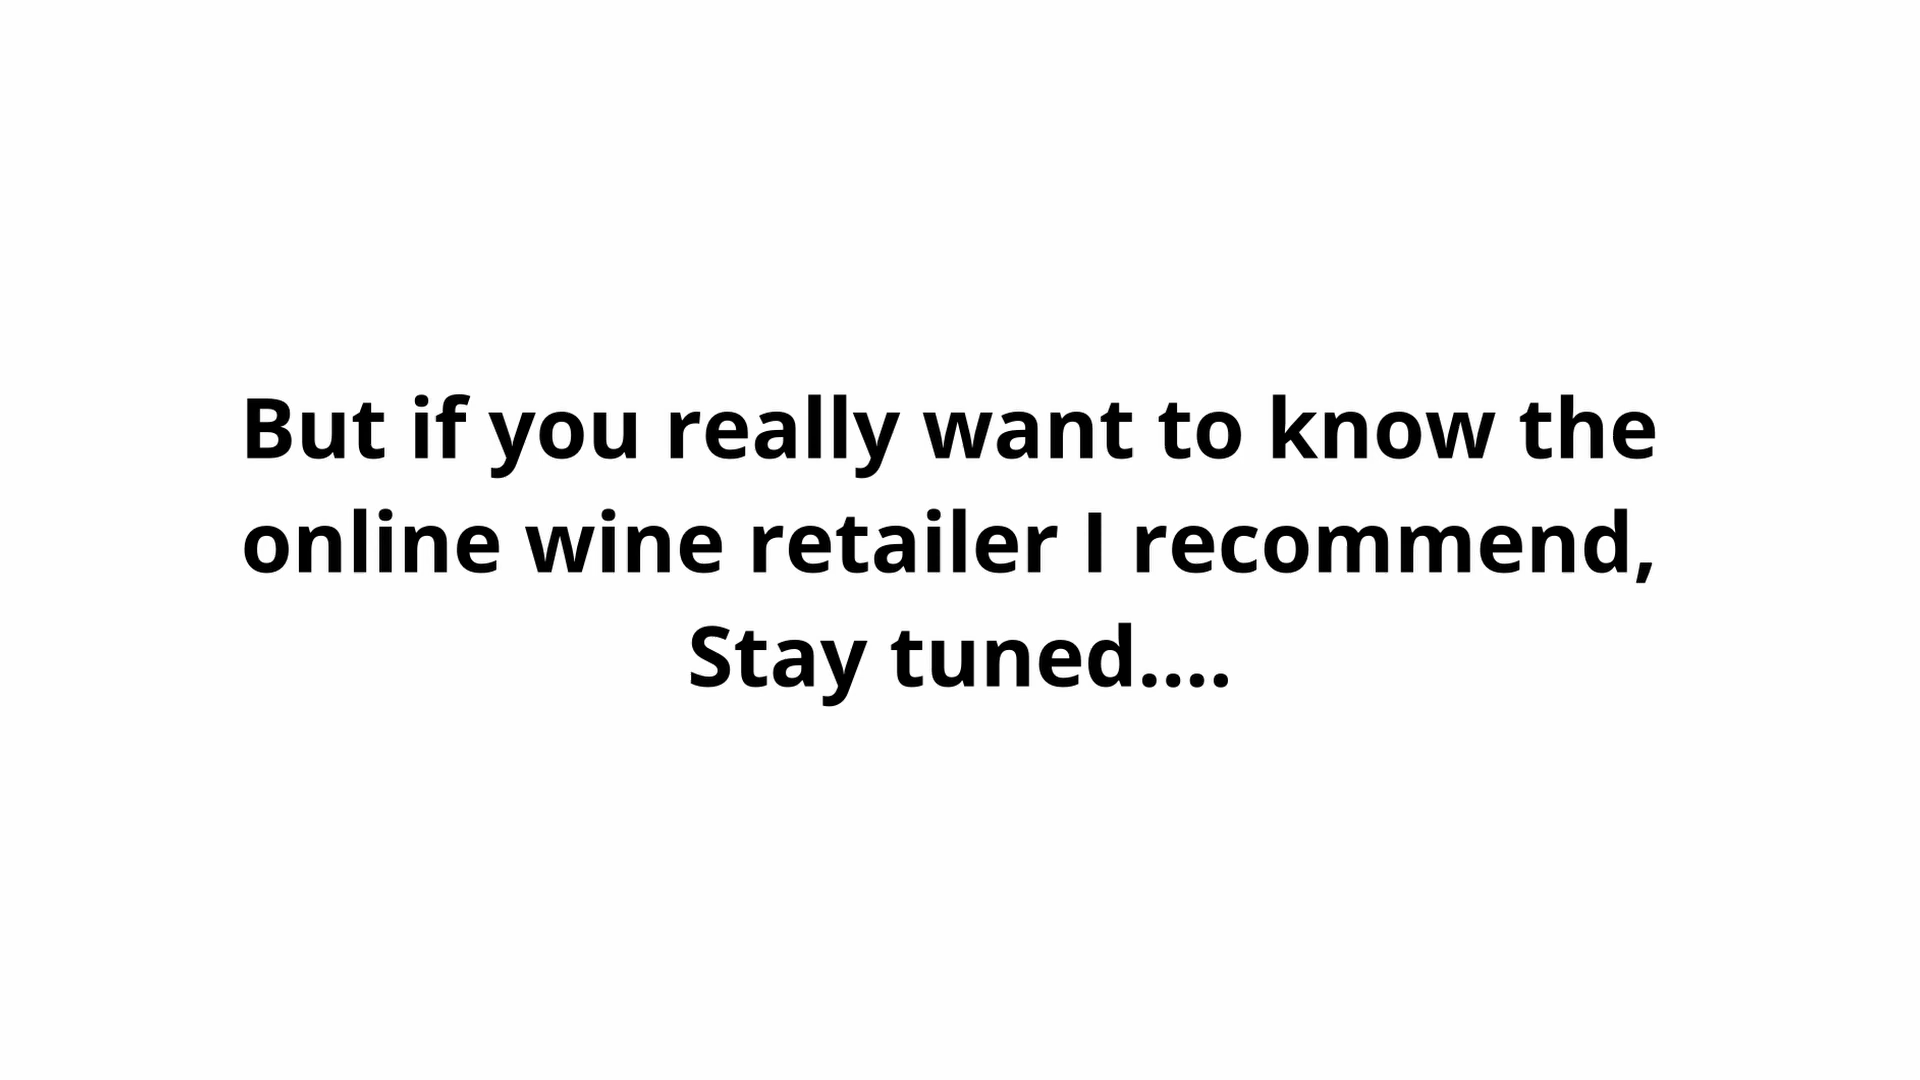 But if you really want to know the
online wine retailer I recommend,
Stay tuned....